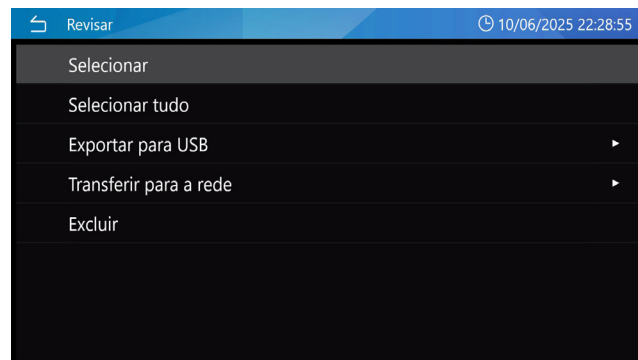 Revisar 10/06/2025 22:28:55
Selecionar
Selecionar tudo
Exportar para USB
Transferir para a rede
Excluir